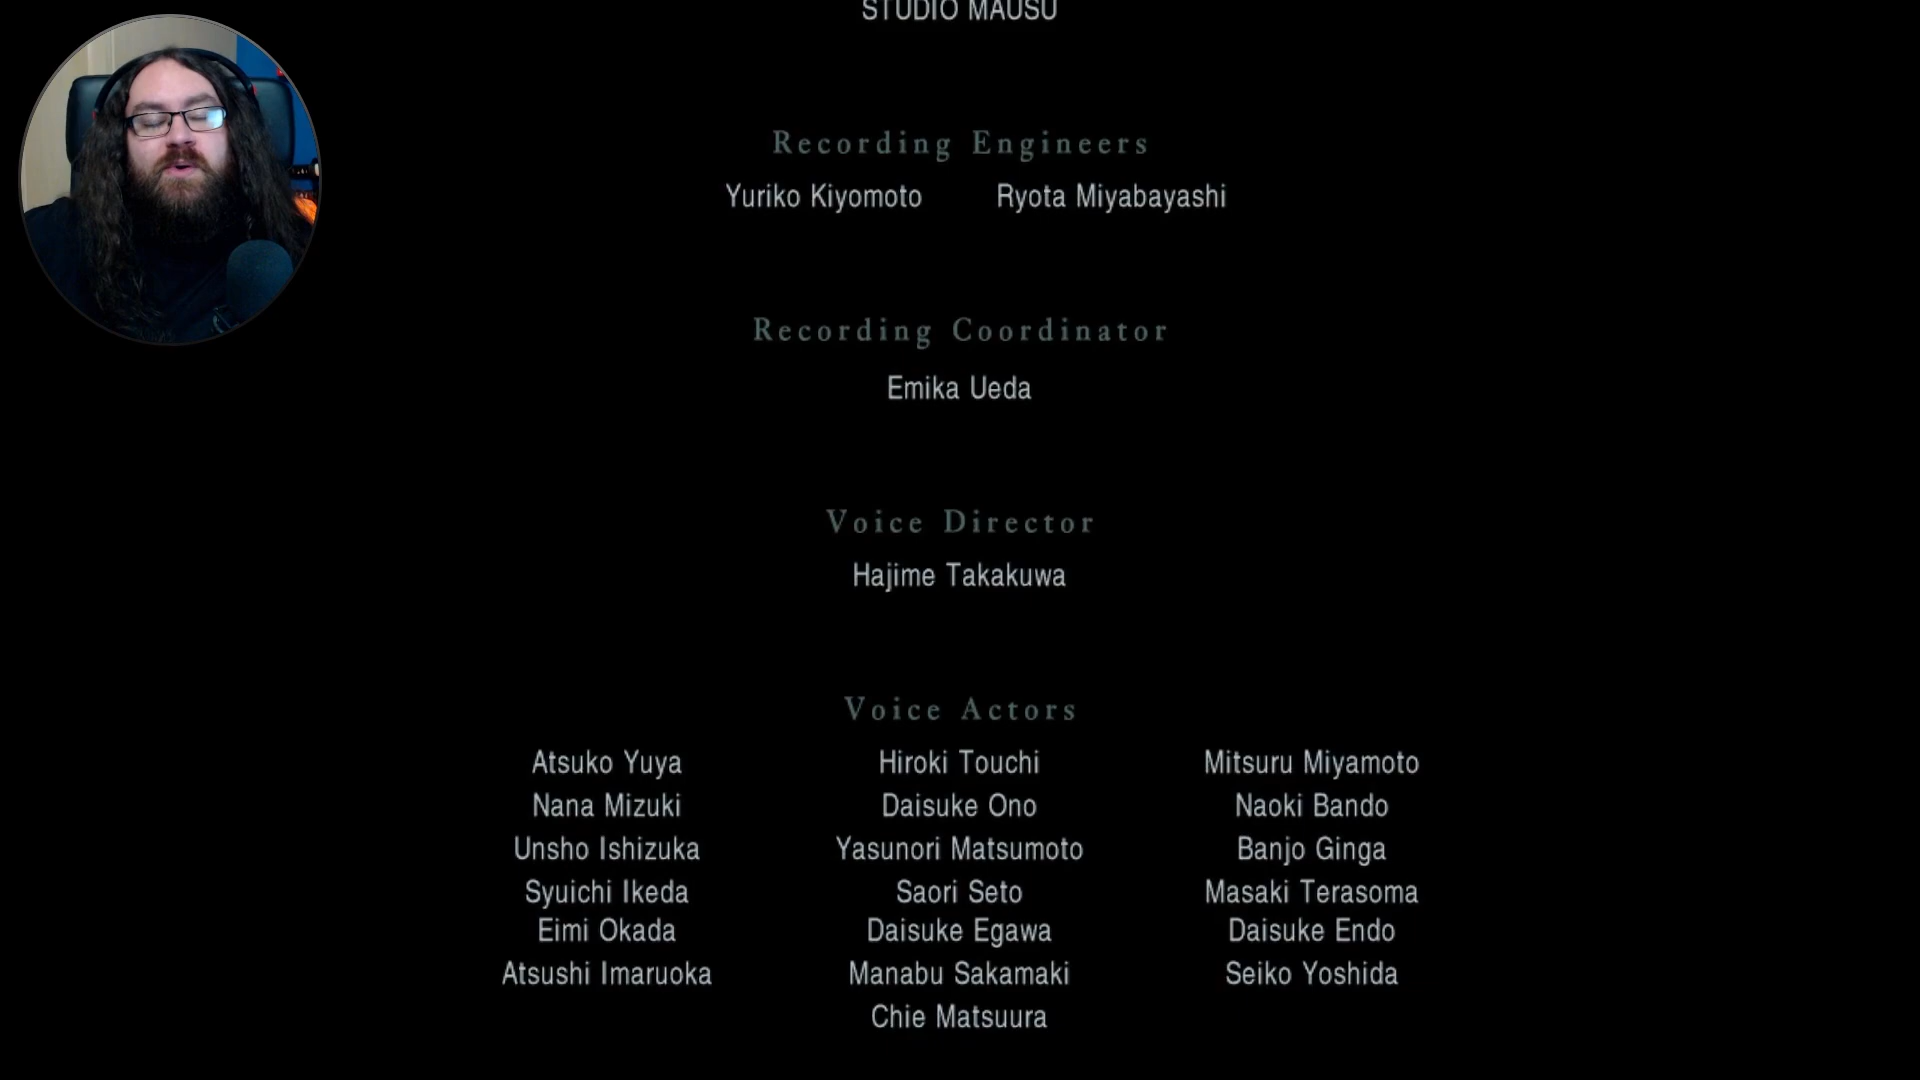 STUDIO MAUSU
Recording Engineers
Yuriko Kiyomoto Ryota Miyabayashi
Recording Coordinator
Emika Ueda
Voice Director
Hajime Takakuwa
Voice Actors
Atsuko Yuya Hiroki Touchi Mitsuru Miyamoto
Nana Mizuki Daisuke Ono Naoki Bando
Unsho Ishizuka Yasunori Matsumoto Banjo Ginga
Syuichi Ikeda Saori Seto Masaki Terasoma
Eimi Okada Daisuke Egawa Daisuke Endo
Atsushi Imaruoka Manabu Sakamaki Seiko Yoshida
Chie Matsuura